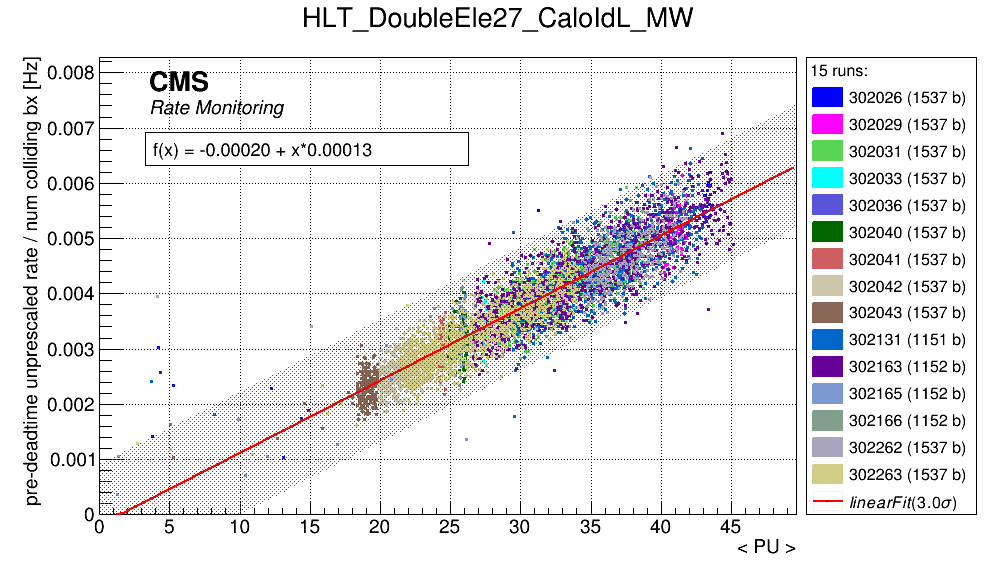 HLT_DoubleEle27_CaloIdL_MW
pre-deadtime unprescaled rate / num colliding bx [Hz]
0.008
0.007
0.006
0.005
0.004
0.003
0.002
0.001
0
CMS
Rate Monitoring
f(x) = -0.00020 + x*0.00013
0 5 10 15 20 25 30 35 40 45
< PU >
15 runs:
302026 (1537 b)
302029 (1537 b)
302031 (1537 b)
302033 (1537 b)
302036 (1537 b)
302040 (1537 b)
302041 (1537 b)
302042 (1537 b)
302043 (1537 b)
302131 (1151 b)
302163 (1152 b)
302165 (1152 b)
302166 (1152 b)
302262 (1537 b)
302263 (1537 b)
linearFit(3.0σ)